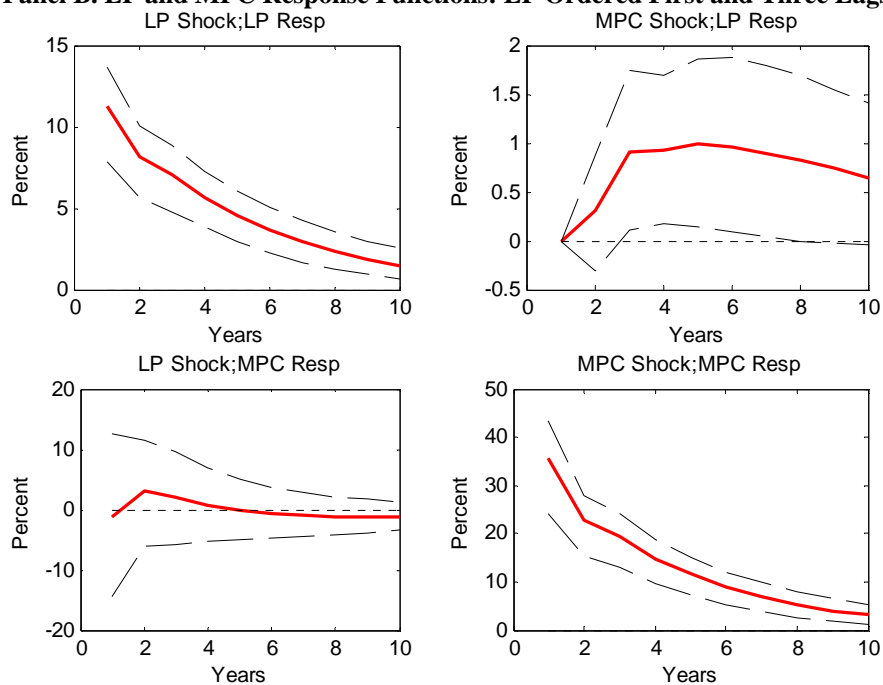 Panel B. LP and MPC Response Functions: LP Ordered First and Three Lags
LP Shock;LP Resp
15
10
5
0
Percent
0 2 4 6 8 10
Years
MPC Shock;LP Resp
2
1.5
1
0.5
0
-0.5
Percent
0 2 4 6 8 10
Years
LP Shock;MPC Resp
20
10
0
-10
-20
Percent
0 2 4 6 8 10
Years
MPC Shock;MPC Resp
50
40
30
20
10
0
Percent
0 2 4 6 8 10
Years